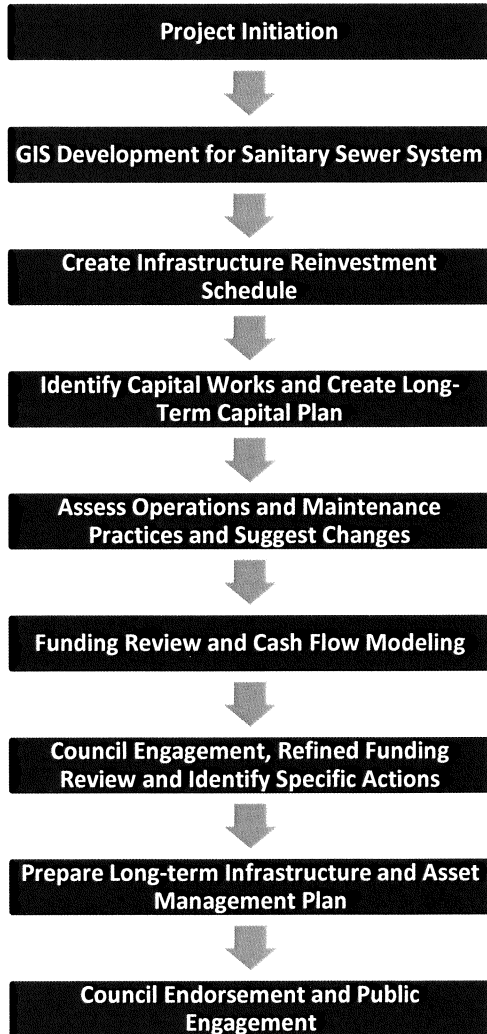 Project Initiation
GIS Development for Sanitary Sewer System
Create Infrastructure Reinvestment
Schedule
Identify Capital Works and Create Long-
Term Capital Plan
Assess Operations and Maintenance
Practices and Suggest Changes
Funding Review and Cash Flow Modeling
Council Engagement, Refined Funding
Review and Identify Specific Actions
Prepare Long-term Infrastructure and Asset
Management Plan
Council Endorsement and Public
Engagement